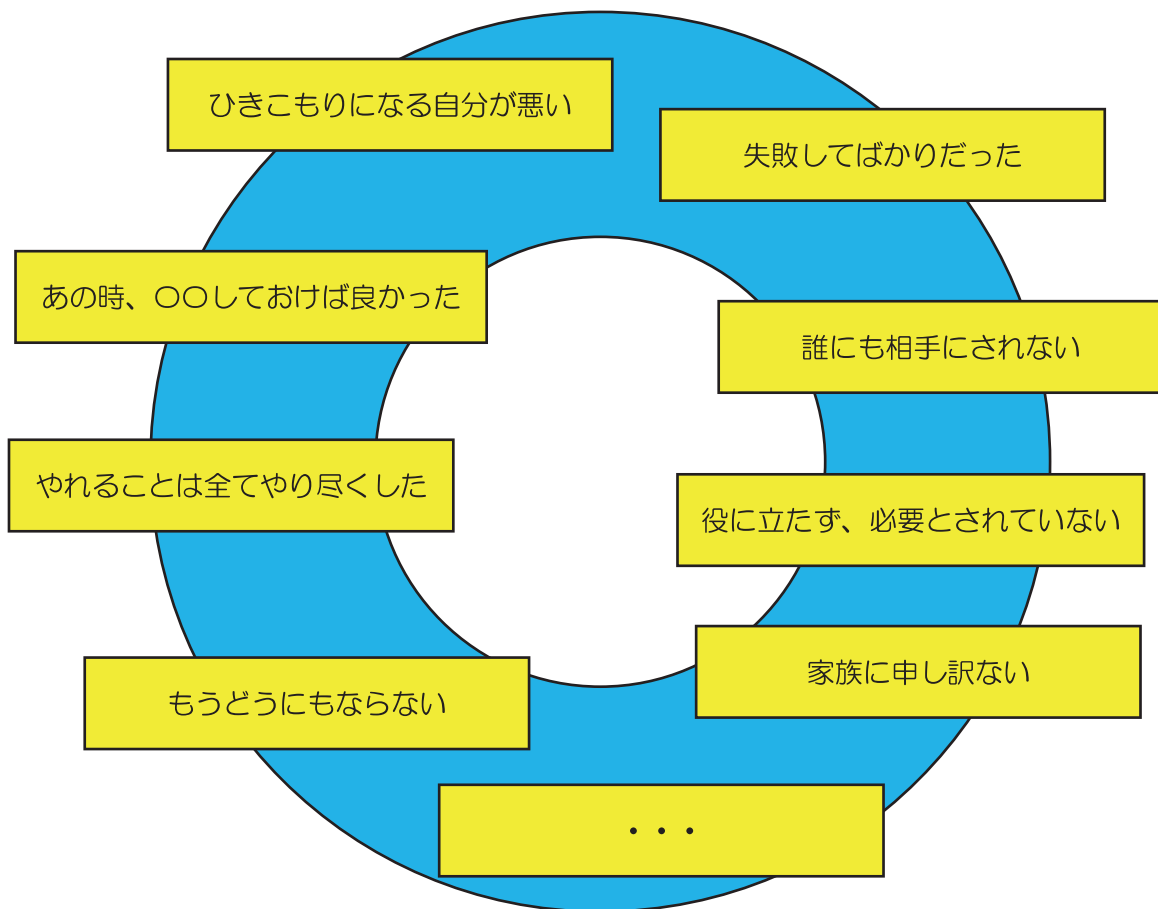 ひきこもりになる自分が悪い
失敗してばかりだった
あの時、〇〇しておけば良かった
誰にも相手にされない
やれることは全てやり尽くした
役に立たず、必要とされていない
家族に申し訳ない
もうどうにもならない
・・・